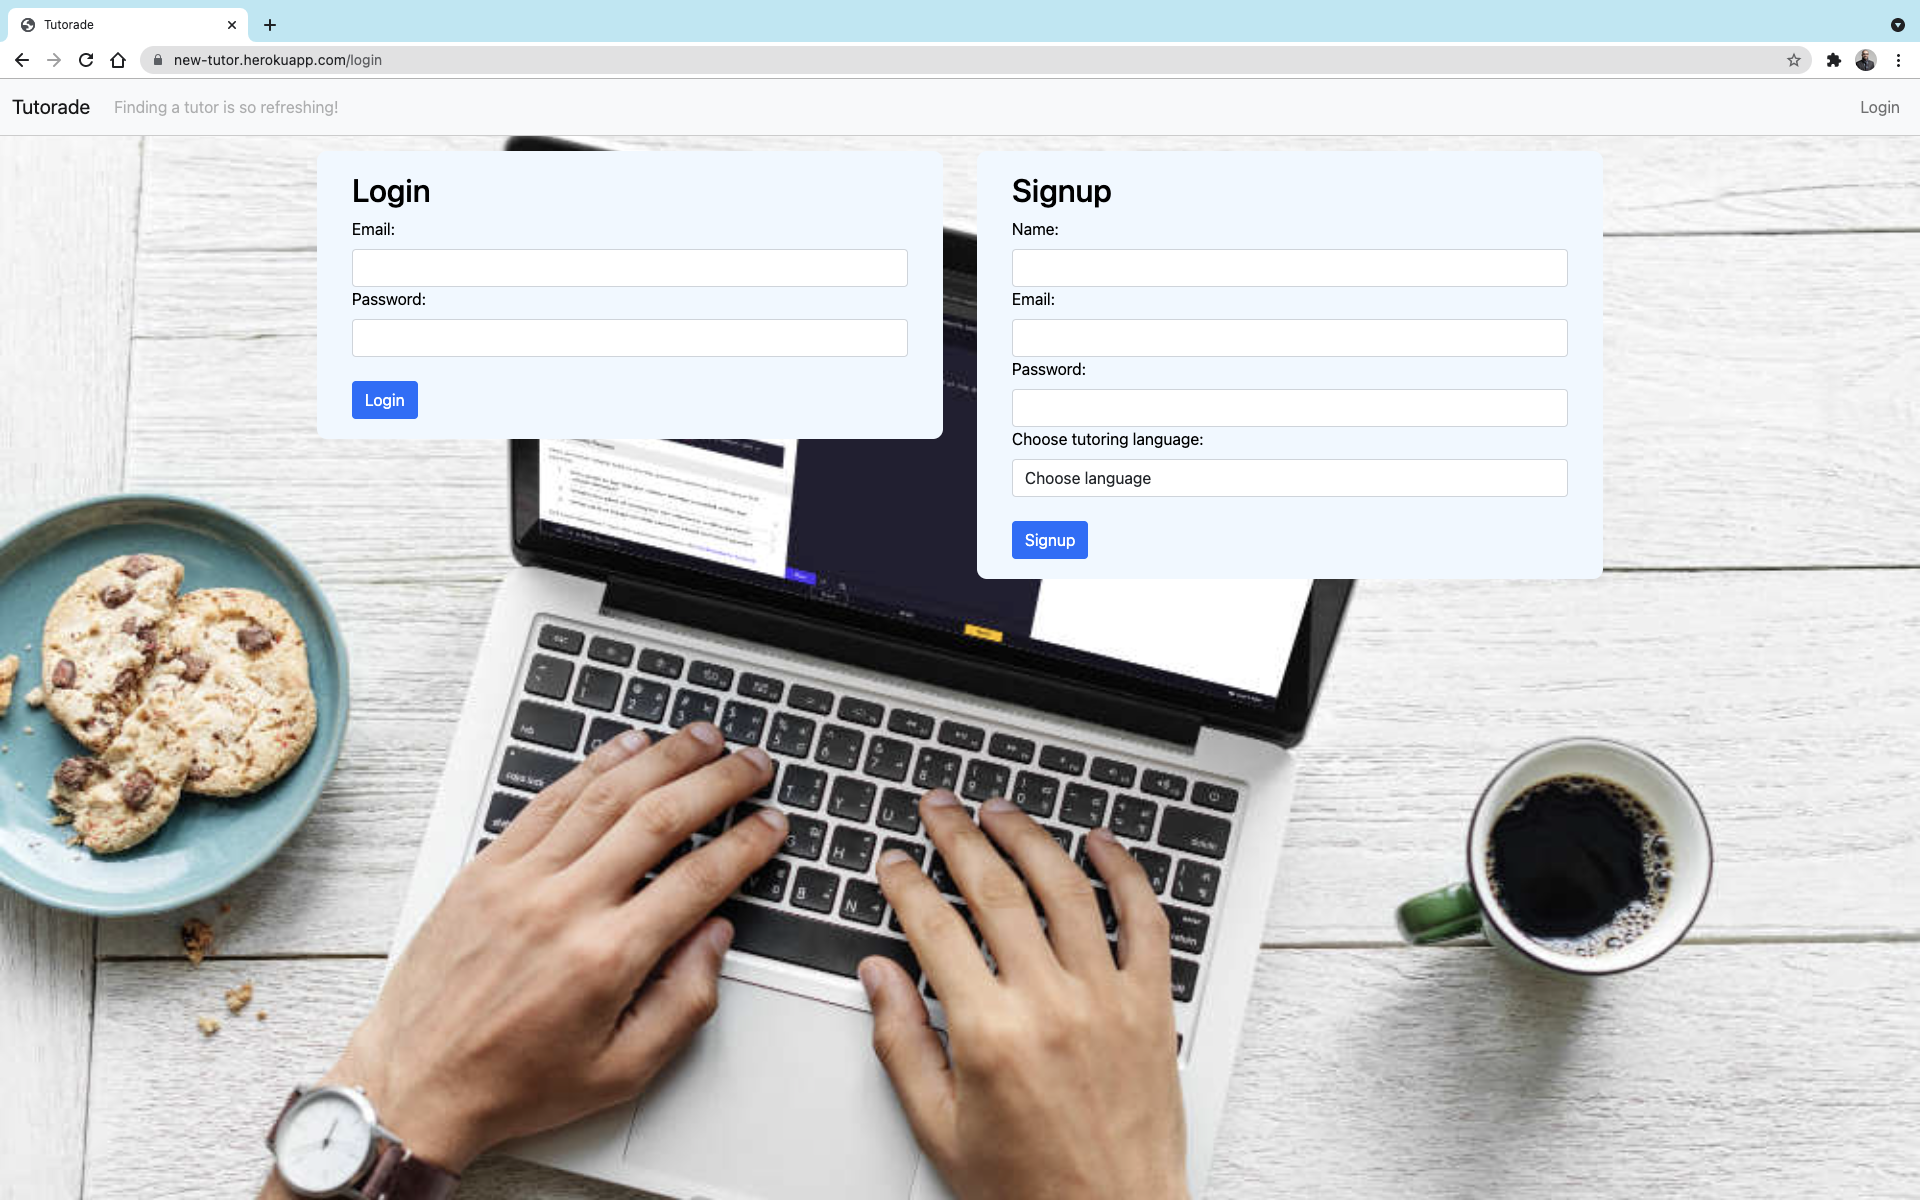 Tutorade
new-tutor.herokuapp.com/login
Tutorade Finding a tutor is so refreshing! Login
Login
Email:
Password:
Login
Signup
Name:
Email:
Password:
Choose tutoring language:
Choose language
Signup